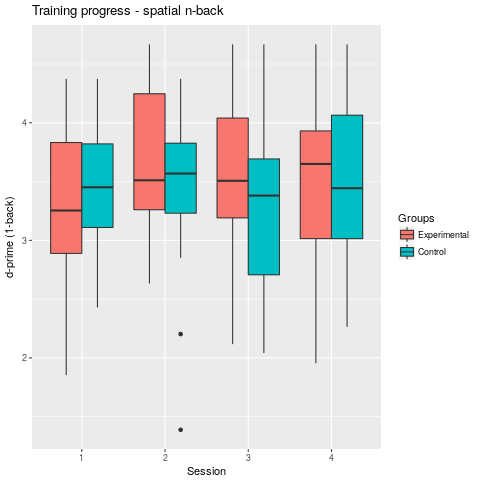 Training progress - spatial n-back
d-prime (1-back)
4
3
2
1 2 3 4
Session
Groups
Experimental
Control